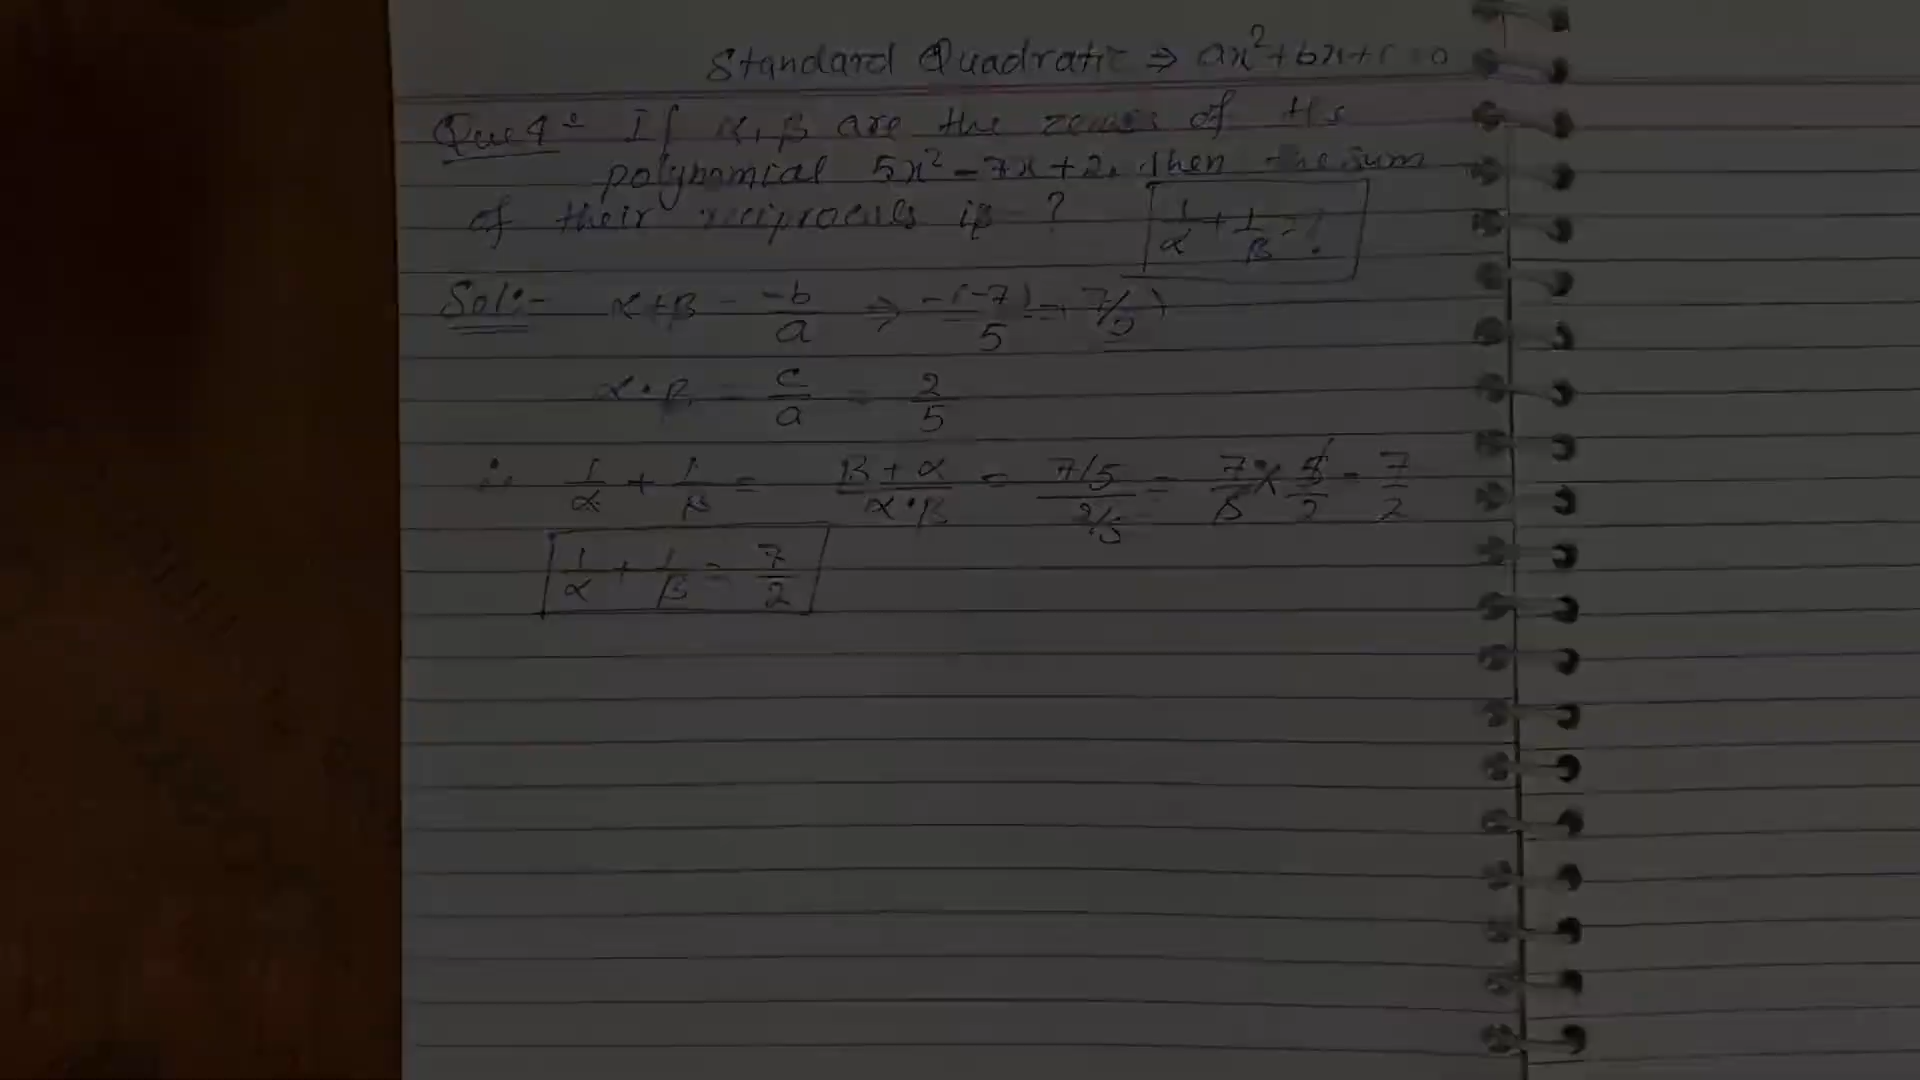 Standard Quadratic ⇒ ax²+bx+c=0
Que 4:- If α, β are the zeroes of the
polynomial 5x² - 7x + 2, then the sum
of their reciprocals is ? 1/α + 1/β = ?
Sol:- α+β = -b/a ⇒ -(-7)/5 = 7/5
α·β = c/a = 2/5
∴ 1/α + 1/β = β+α/α·β = 7/5/2/5 = 7/5 × 5/2 = 7/2
1/α + 1/β = 7/2